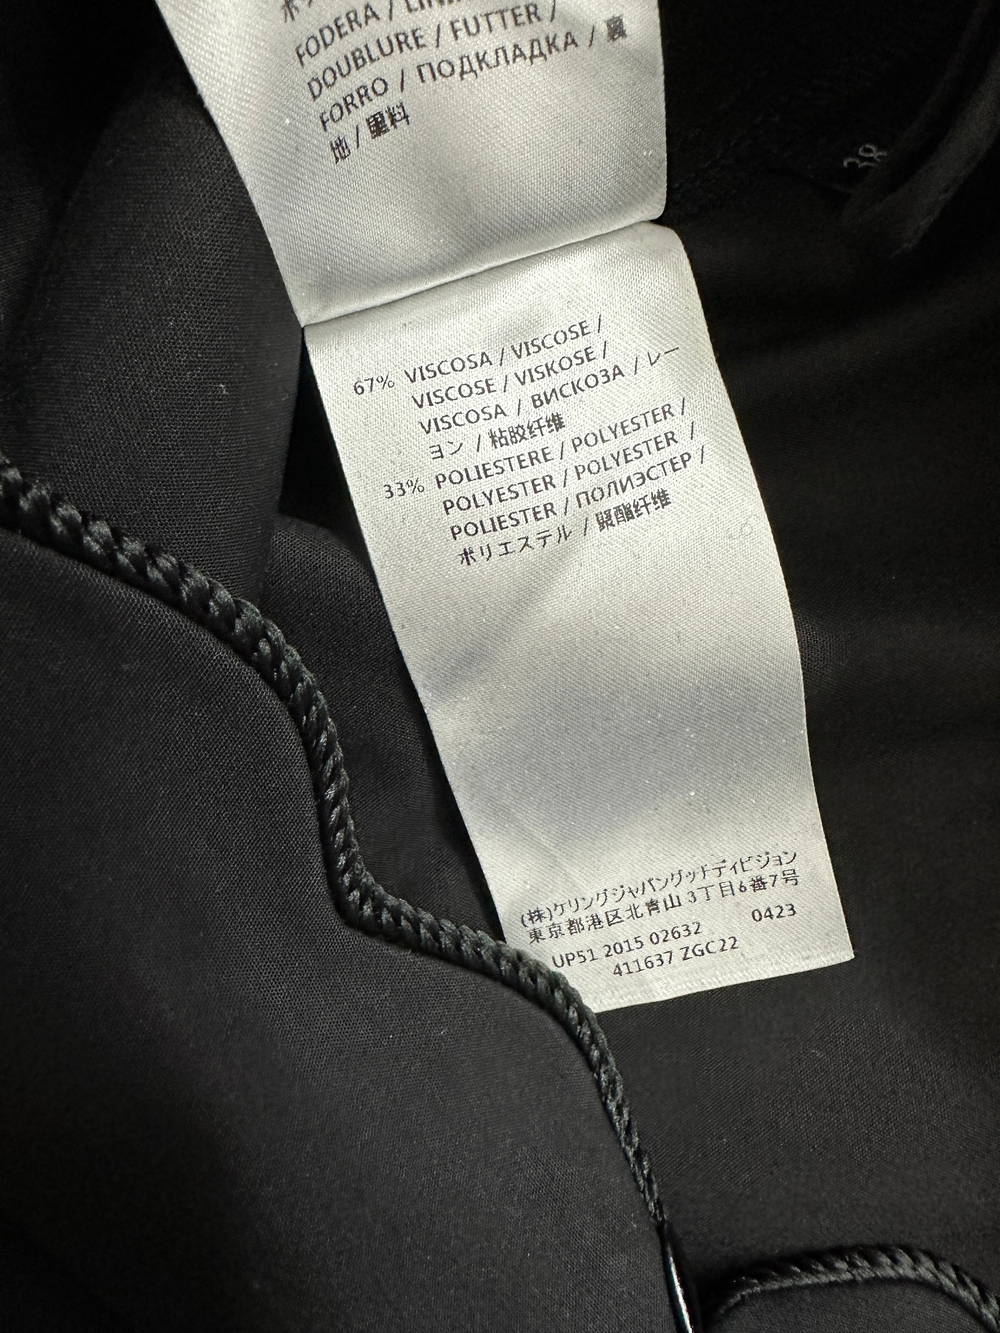 FODERA /
DOUBLURE / FUTTER /
FORRO / ПОДКЛАДКА / 裏
地 / 里料
67% VISCOSA / VISCOSE /
VISCOSE / VISKOSE /
VISCOSA / ВИСКОЗА / レー
ヨン / 粘胶纤维
33% POLIESTERE / POLYESTER /
POLYESTER / POLYESTER /
POLIESTER / ПОЛИЭСТЕР /
ポリエステル / 聚酯纤维
(株)ケリングジャパングッチディビジョン
東京都港区北青山3丁目6番7号
UP51 2015 02632 0423
411637 ZGC22
38